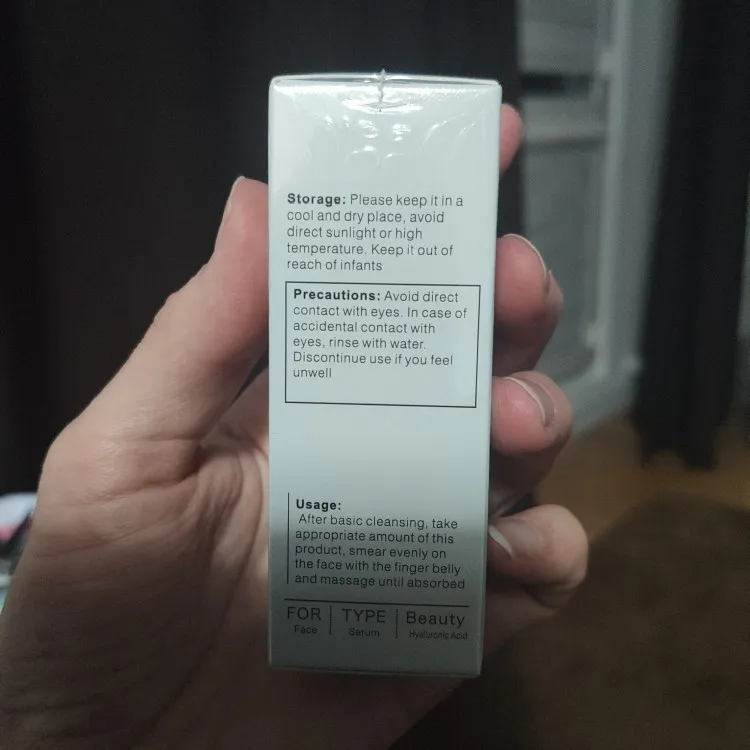 Storage: Please keep it in a
cool and dry place, avoid
direct sunlight or high
temperature. Keep it out of
reach of infants
Precautions: Avoid direct
contact with eyes. In case of
accidental contact with
eyes, rinse with water.
Discontinue use if you feel
unwell
Usage:
After basic cleansing, take
appropriate amount of this
product, smear evenly on
the face with the finger belly
and massage until absorbed
FOR TYPE Beauty
Face Serum Hyaluronic Acid